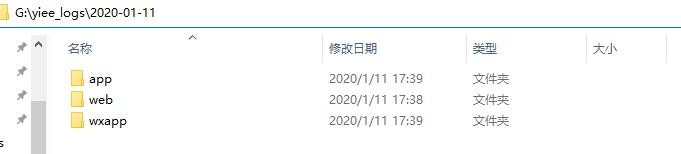 G:\yiee_logs\2020-01-11
名称 修改日期 类型 大小
app 2020/1/11 17:39 文件夹
web 2020/1/11 17:38 文件夹
wxapp 2020/1/11 17:39 文件夹
s